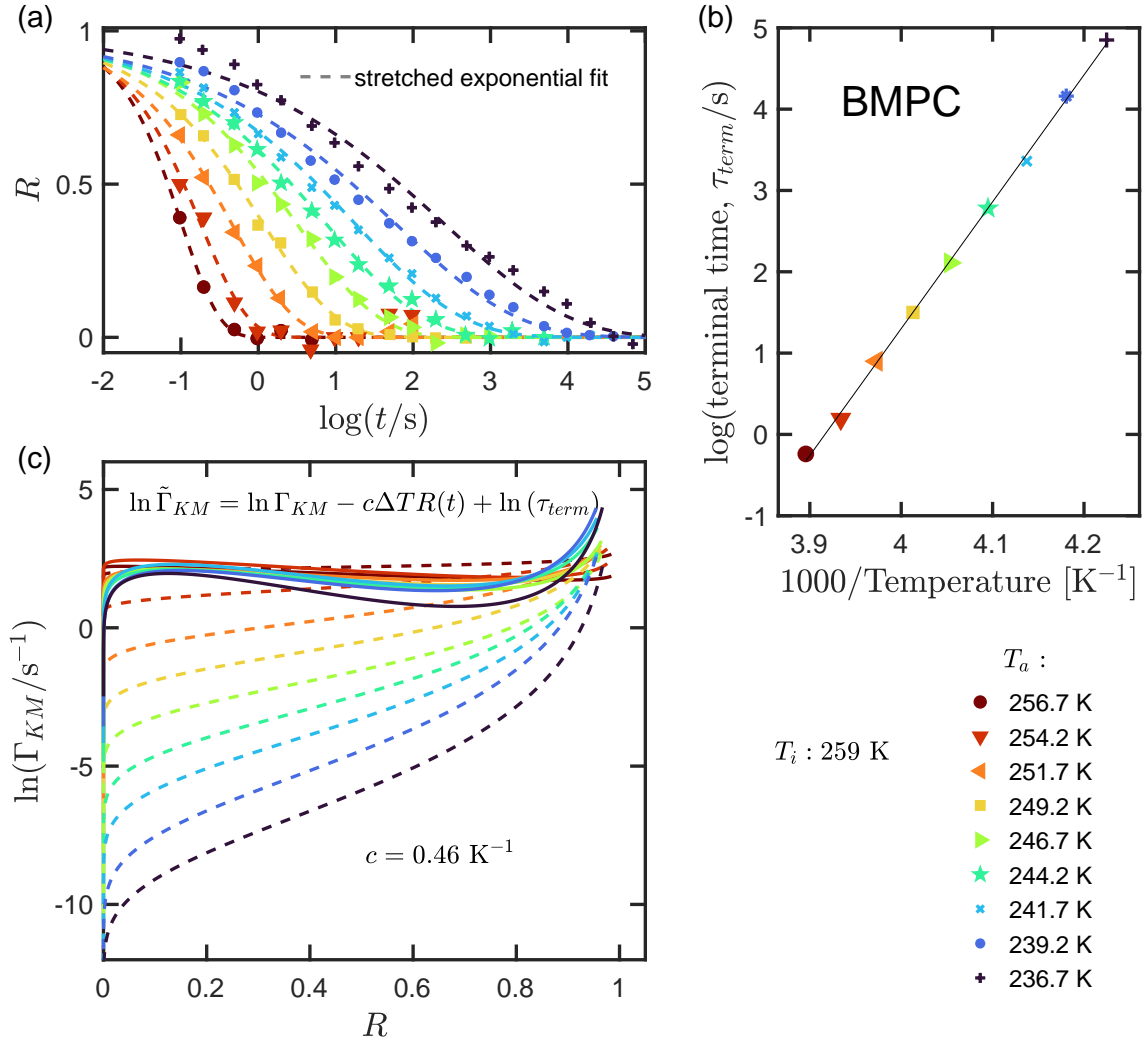 (a)
1
0.5
0
R
stretched exponential fit
-2 -1 0 1 2 3 4 5
log(t/s)
(b)
5
4
3
2
1
0
-1
log(terminal time, τ_term/s)
BMPC
3.9 4 4.1 4.2
1000/Temperature [K⁻¹]
(c)
5
0
-5
-10
ln(Γ_KM/s⁻¹)
ln Γ̃_KM = ln Γ_KM − cΔTR(t) + ln (τ_term)
c = 0.46 K⁻¹
0 0.2 0.4 0.6 0.8 1
R
T_i : 259 K
T_a :
256.7 K
254.2 K
251.7 K
249.2 K
246.7 K
244.2 K
241.7 K
239.2 K
236.7 K